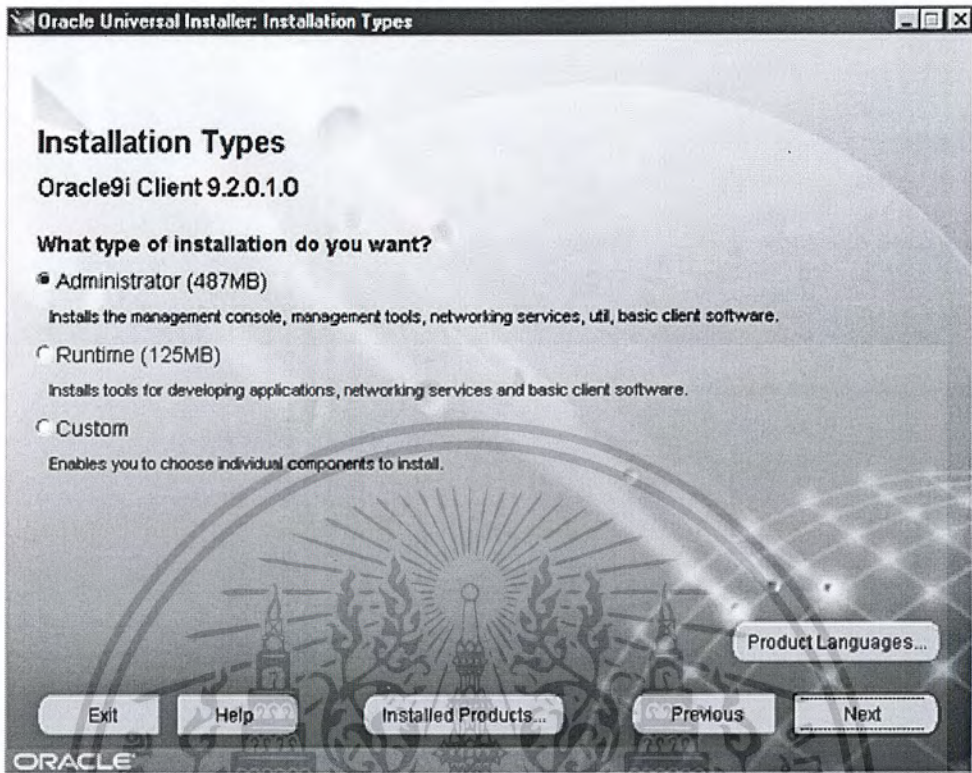 Oracle Universal Installer: Installation Types
Installation Types
Oracle9i Client 9.2.0.1.0
What type of installation do you want?
Administrator (487MB)
Installs the management console, management tools, networking services, util, basic client software.
Runtime (125MB)
Installs tools for developing applications, networking services and basic client software.
Custom
Enables you to choose individual components to install.
Product Languages...
Exit Help Installed Products... Previous Next
ORACLE